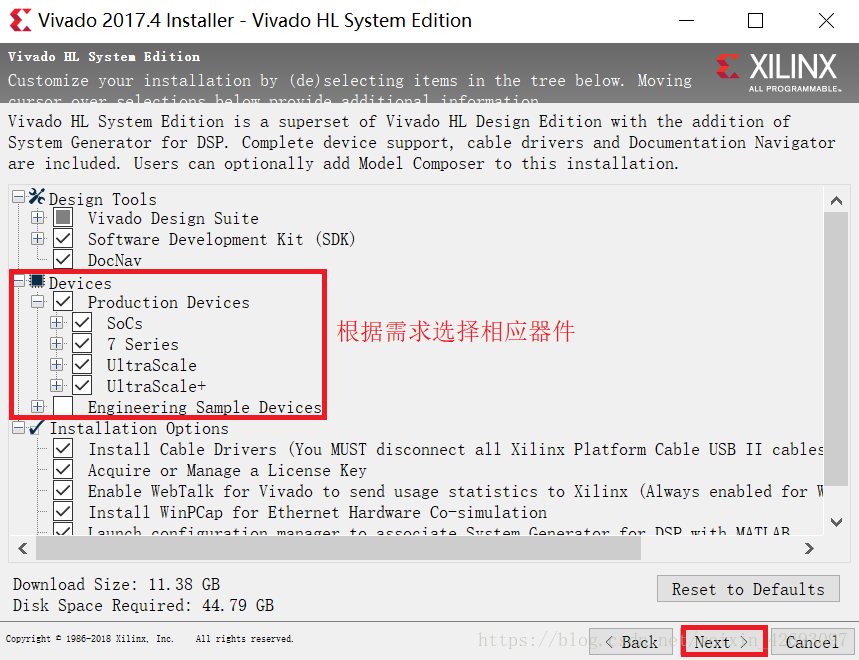 Vivado 2017.4 Installer - Vivado HL System Edition
Vivado HL System Edition
Customize your installation by (de)selecting items in the tree below. Moving
cursor over selections below provide additional information.
XILINX
ALL PROGRAMMABLE™
Vivado HL System Edition is a superset of Vivado HL Design Edition with the addition of
System Generator for DSP. Complete device support, cable drivers and Documentation Navigator
are included. Users can optionally add Model Composer to this installation.
Design Tools
Vivado Design Suite
Software Development Kit (SDK)
DocNav
Devices
Production Devices
SoCs
7 Series
UltraScale
UltraScale+
Engineering Sample Devices
根据需求选择相应器件
Installation Options
Install Cable Drivers (You MUST disconnect all Xilinx Platform Cable USB II cables
Acquire or Manage a License Key
Enable WebTalk for Vivado to send usage statistics to Xilinx (Always enabled for W
Install WinPCap for Ethernet Hardware Co-simulation
Launch configuration manager to associate System Generator for DSP with MATLAB
Download Size: 11.38 GB
Disk Space Required: 44.79 GB
Reset to Defaults
Copyright © 1986-2018 Xilinx, Inc. All rights reserved.
< Back
Next >
Cancel